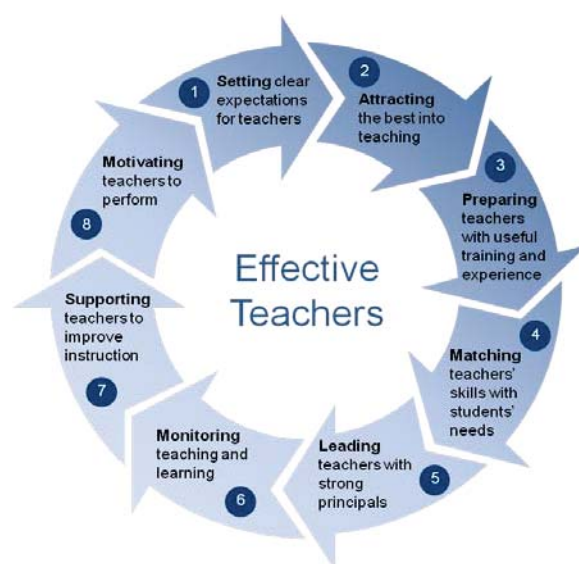 1
Setting clear
expectations
for teachers
2
Attracting
the best into
teaching
3
Preparing
teachers
with useful
training and
experience
4
Matching
teachers'
skills with
students'
needs
5
Leading
teachers with
strong
principals
6
Monitoring
teaching and
learning
7
Supporting
teachers to
improve
instruction
8
Motivating
teachers to
perform
Effective
Teachers